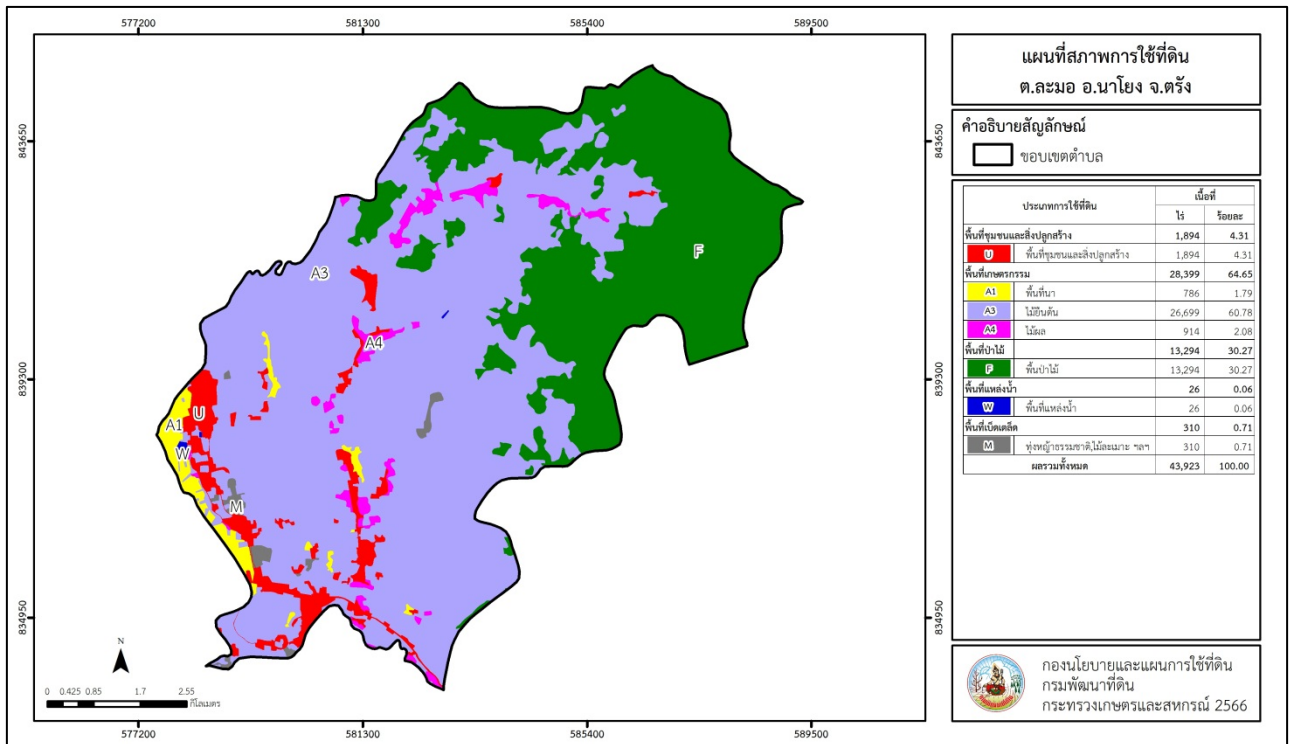 577200 581300 585400 589500
843650 843650
839300 839300
834950 834950
F
A3
A4
A1
U
W
M
N
0 0.425 0.85 1.7 2.55
กิโลเมตร
แผนที่สภาพการใช้ที่ดิน
ต.ละมอ อ.นาโยง จ.ตรัง
คำอธิบายสัญลักษณ์
ขอบเขตตำบล
ประเภทการใช้ที่ดิน เนื้อที่
ไร่ ร้อยละ
พื้นที่ชุมชนและสิ่งปลูกสร้าง 1,894 4.31
U พื้นที่ชุมชนและสิ่งปลูกสร้าง 1,894 4.31
พื้นที่เกษตรกรรม 28,399 64.65
A1 พื้นที่นา 786 1.79
A3 ไม้ยืนต้น 26,699 60.78
A4 ไม้ผล 914 2.08
พื้นที่ป่าไม้ 13,294 30.27
F พื้นป่าไม้ 13,294 30.27
พื้นที่แหล่งน้ำ 26 0.06
W พื้นที่แหล่งน้ำ 26 0.06
พื้นที่เบ็ดเตล็ด 310 0.71
M ทุ่งหญ้าธรรมชาติ,ไม้ละเมาะ ฯลฯ 310 0.71
ผลรวมทั้งหมด 43,923 100.00
กองนโยบายและแผนการใช้ที่ดิน
กรมพัฒนาที่ดิน
กระทรวงเกษตรและสหกรณ์ 2566